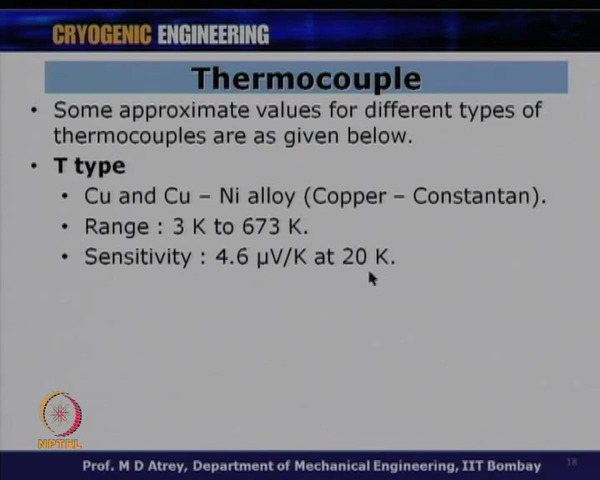 CRYOGENIC ENGINEERING
Thermocouple
• Some approximate values for different types of
thermocouples are as given below.
• T type
• Cu and Cu – Ni alloy (Copper – Constantan).
• Range : 3 K to 673 K.
• Sensitivity : 4.6 µV/K at 20 K.
NPTEL
Prof. M D Atrey, Department of Mechanical Engineering, IIT Bombay 18